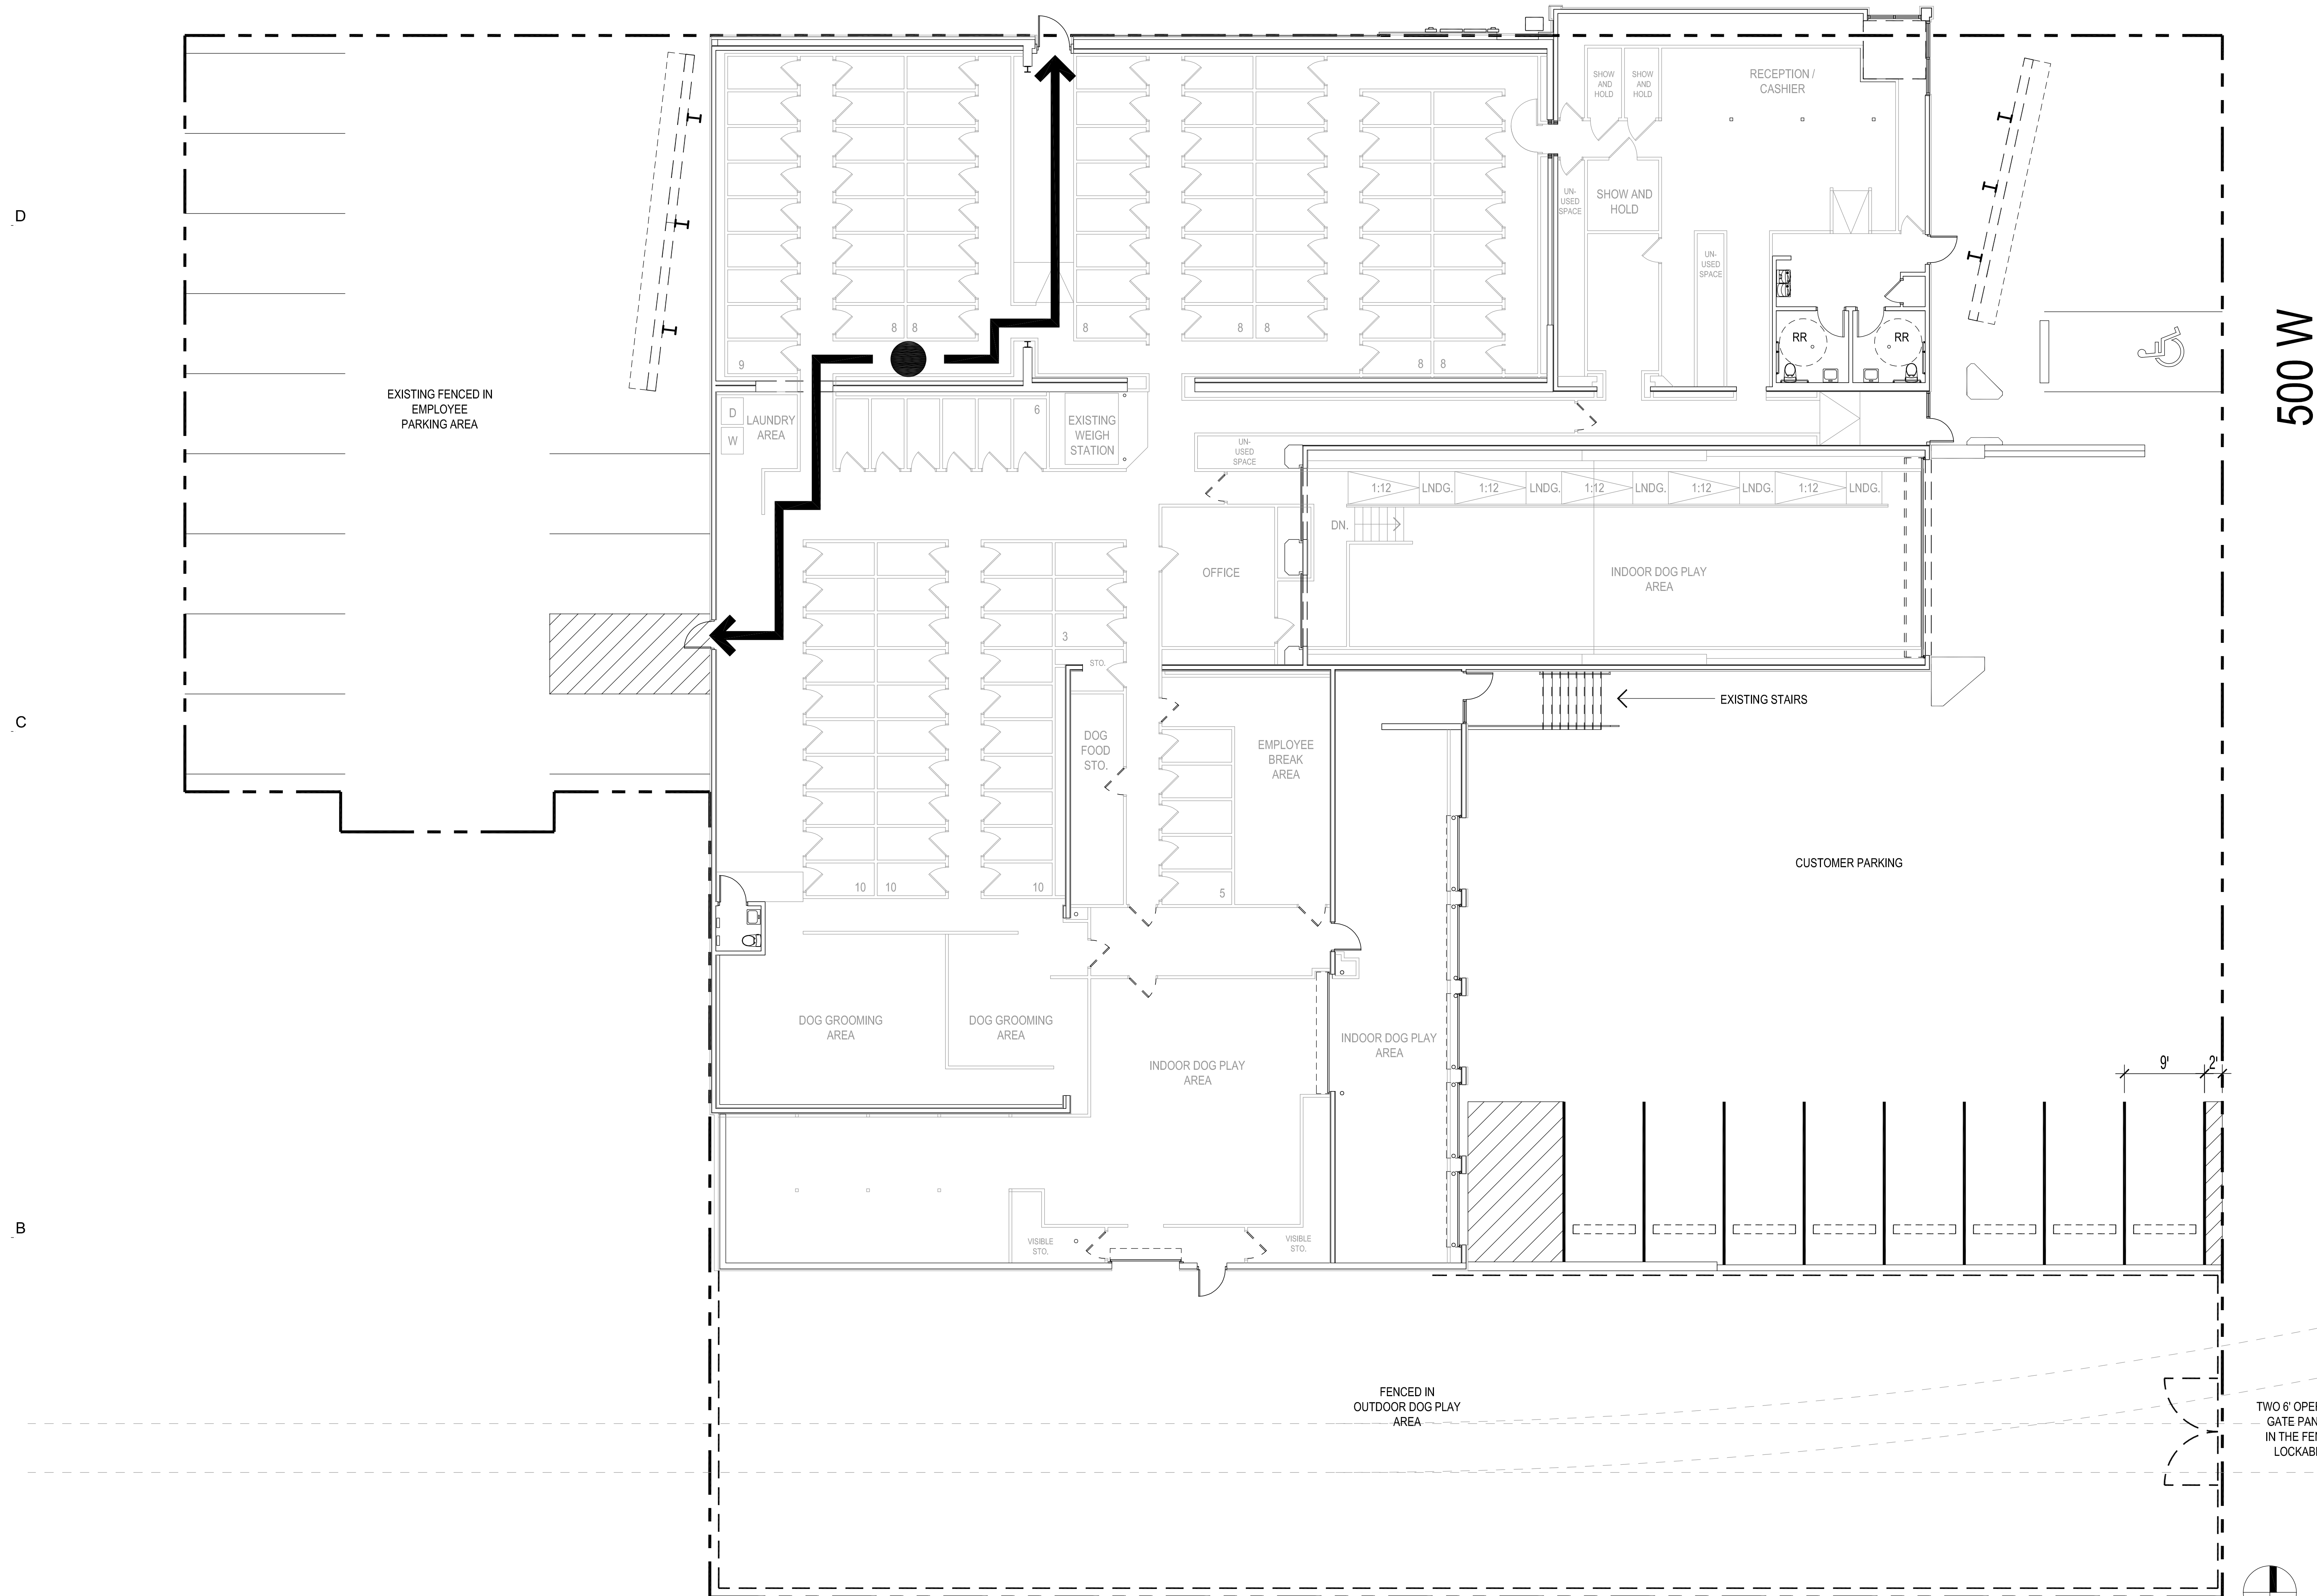 SHOW
AND
HOLD
SHOW
AND
HOLD
RECEPTION /
CASHIER
D
UN-
USED
SPACE
SHOW AND
HOLD
UN-
USED
SPACE
8 8
8
8 8
RR
RR
9
8 8
500 W
EXISTING FENCED IN
EMPLOYEE
PARKING AREA
D
W
LAUNDRY
AREA
6
EXISTING
WEIGH
STATION
UN-
USED
SPACE
1:12 LNDG. 1:12 LNDG. 1:12 LNDG. 1:12 LNDG. 1:12 LNDG.
DN.
OFFICE
INDOOR DOG PLAY
AREA
3
STO.
EXISTING STAIRS
C
DOG
FOOD
STO.
EMPLOYEE
BREAK
AREA
CUSTOMER PARKING
10 10
10
5
DOG GROOMING
AREA
DOG GROOMING
AREA
INDOOR DOG PLAY
AREA
INDOOR DOG PLAY
AREA
9' 2'
B
VISIBLE
STO.
VISIBLE
STO.
FENCED IN
OUTDOOR DOG PLAY
AREA
TWO 6'
GATE
IN THE